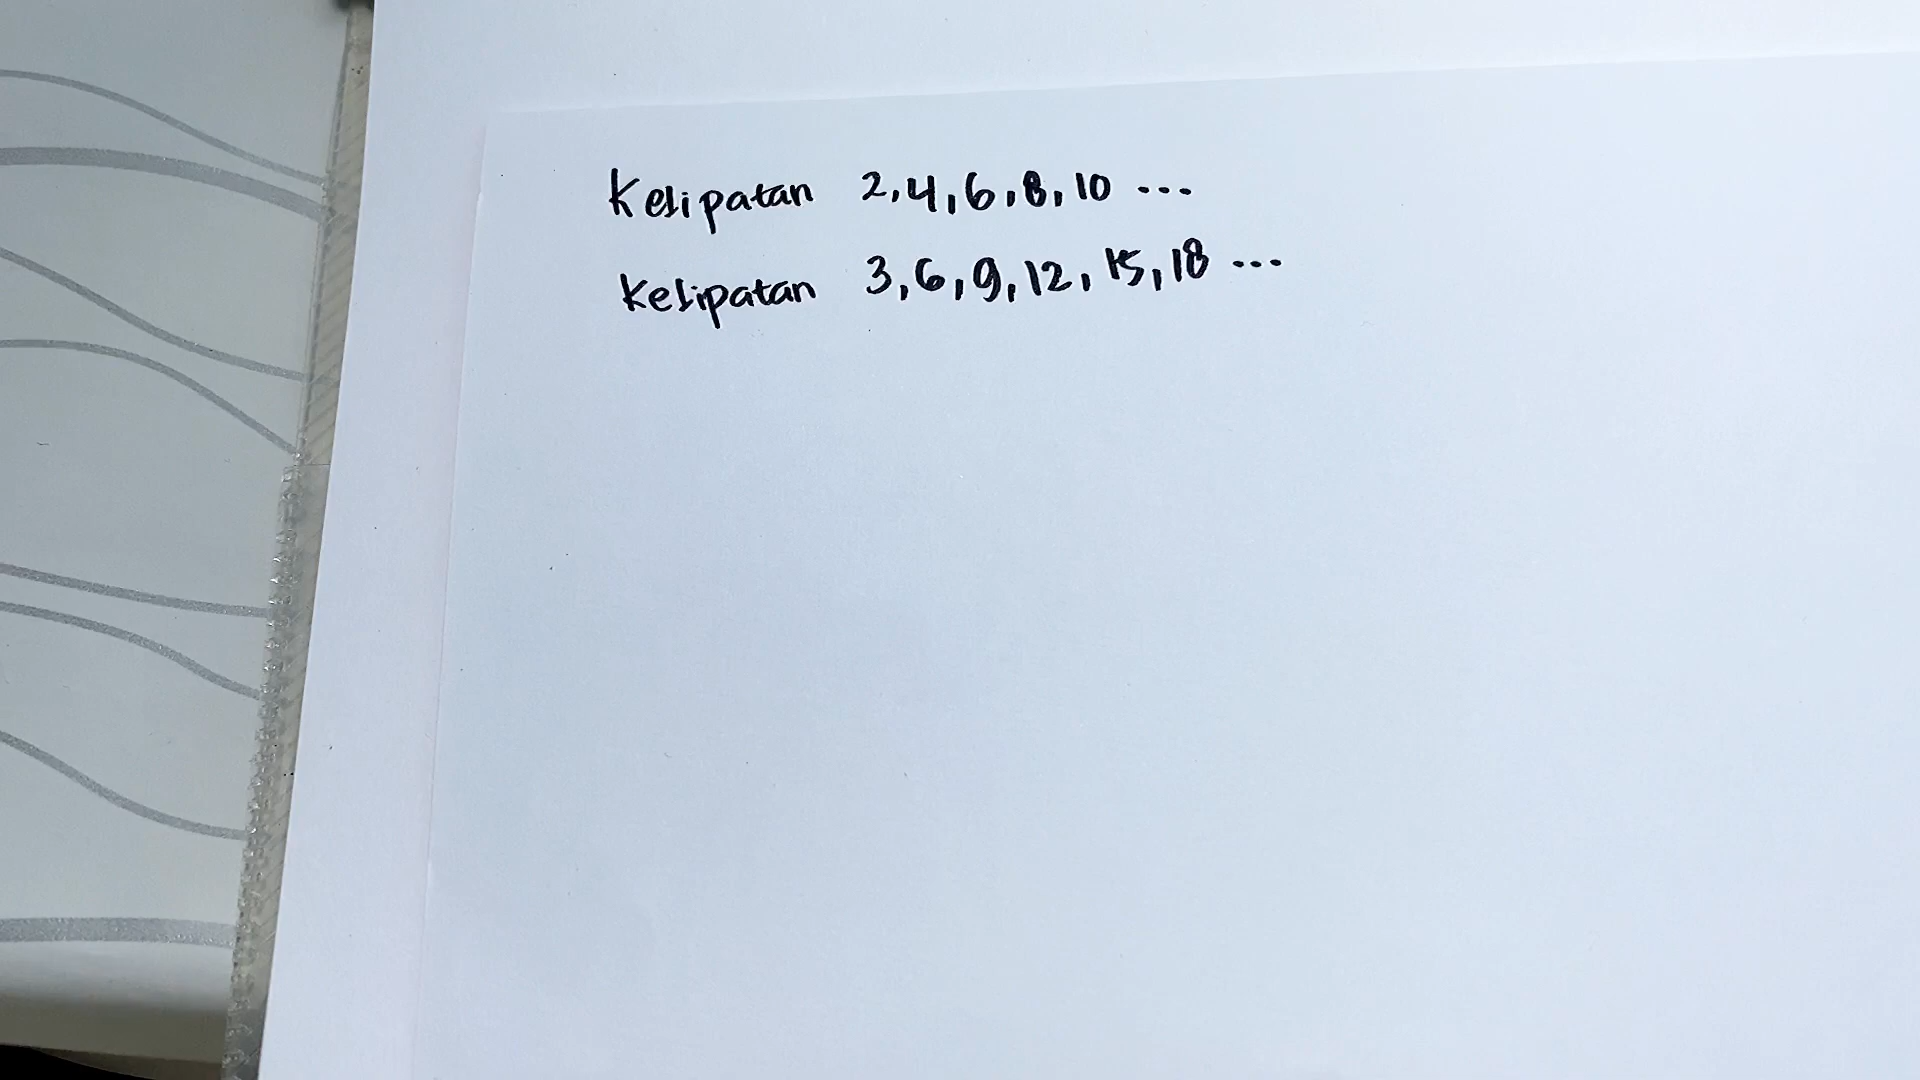 Kelipatan 2,4,6,8,10 ...
Kelipatan 3,6,9,12,15,18 ...